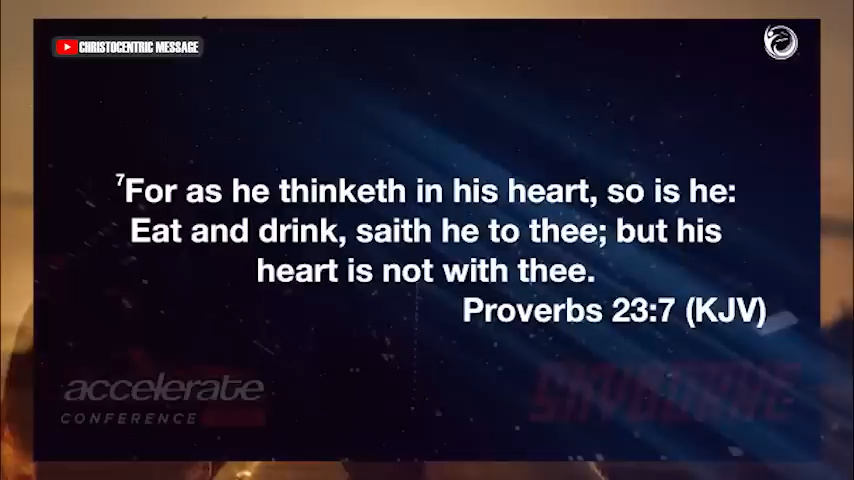 CHRISTOCENTRIC MESSAGE
⁷For as he thinketh in his heart, so is he:
Eat and drink, saith he to thee; but his
heart is not with thee.
Proverbs 23:7 (KJV)
accelerate
CONFERENCE